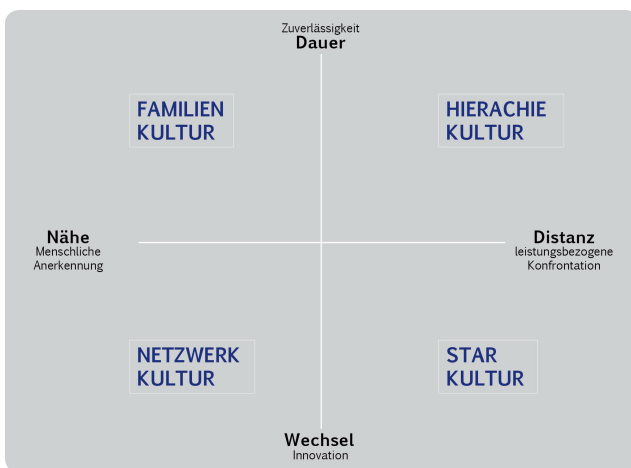 Zuverlässigkeit
Dauer
FAMILIEN
KULTUR
HIERACHIE
KULTUR
Nähe
Menschliche
Anerkennung
Distanz
leistungsbezogene
Konfrontation
NETZWERK
KULTUR
STAR
KULTUR
Wechsel
Innovation